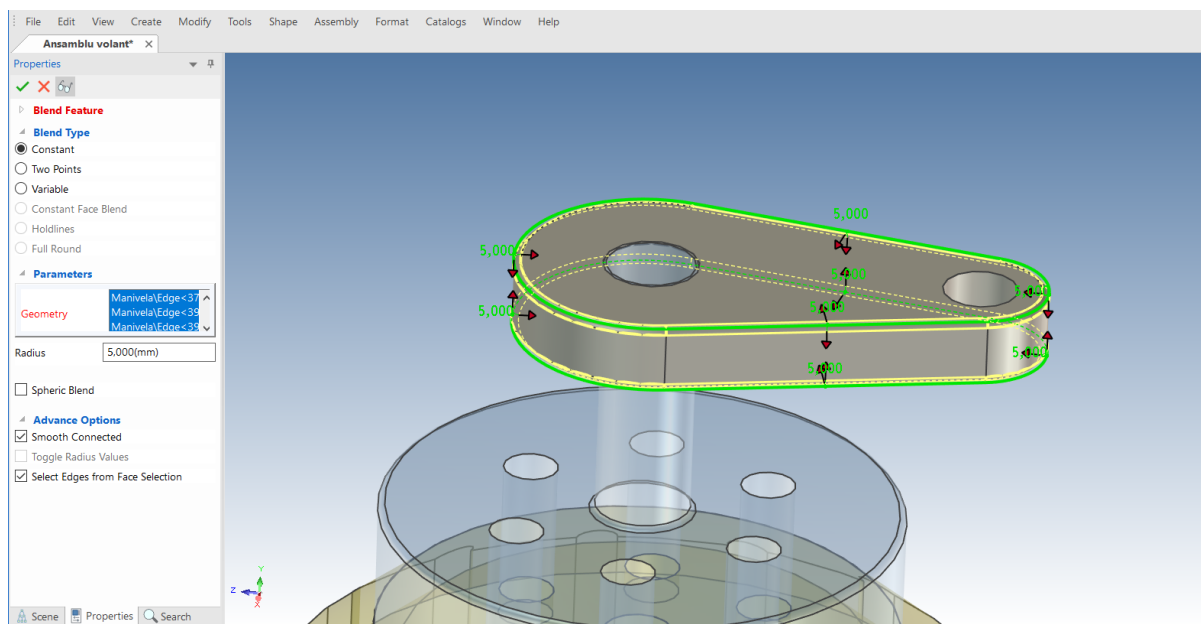 File Edit View Create Modify Tools Shape Assembly Format Catalogs Window Help
Ansamblu volant*
Properties
Blend Feature
Blend Type
Constant
Two Points
Variable
Constant Face Blend
Holdlines
Full Round
Parameters
Geometry
Manivela\Edge<37
Manivela\Edge<39
Manivela\Edge<39
Radius 5,000(mm)
Spheric Blend
Advance Options
Smooth Connected
Toggle Radius Values
Select Edges from Face Selection
Scene Properties Search
5,000
5,000
5,000
5,000
5,000
5,000
5,000
5,000
Y
Z
X